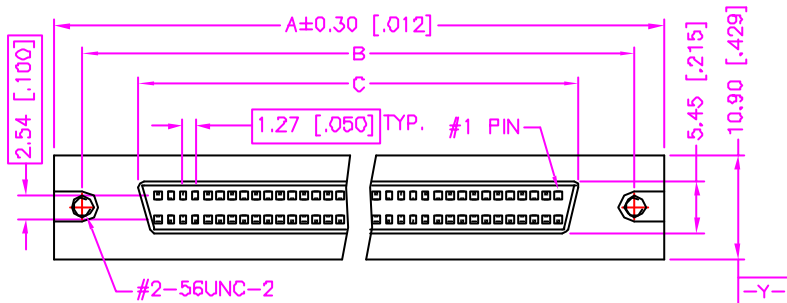 A±0.30 [.012]
B
C
2.54 [.100]
1.27 [.050] TYP.
#1 PIN
5.45 [.215]
10.90 [.429]
#2-56UNC-2
-Y-